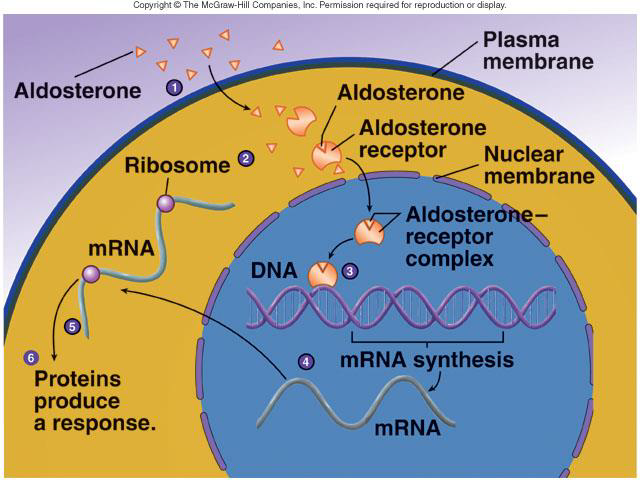 Copyright © The McGraw-Hill Companies, Inc. Permission required for reproduction or display.
Plasma
membrane
Aldosterone
1
Aldosterone
Aldosterone
receptor
Ribosome
2
Nuclear
membrane
Aldosterone–
receptor
complex
mRNA
DNA
3
5
mRNA synthesis
4
6
Proteins
produce
a response.
mRNA